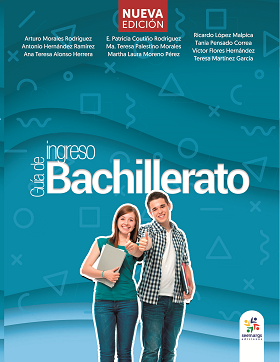 NUEVA
EDICIÓN
Arturo Morales Rodríguez
Antonio Hernández Ramírez
Ana Teresa Alonso Herrera
E. Patricia Coutiño Rodríguez
Ma. Teresa Palestino Morales
Martha Laura Moreno Pérez
Ricardo López Malpica
Tania Pensado Correa
Víctor Flores Hernández
Teresa Martínez García
Guía de
ingreso
Bachillerato